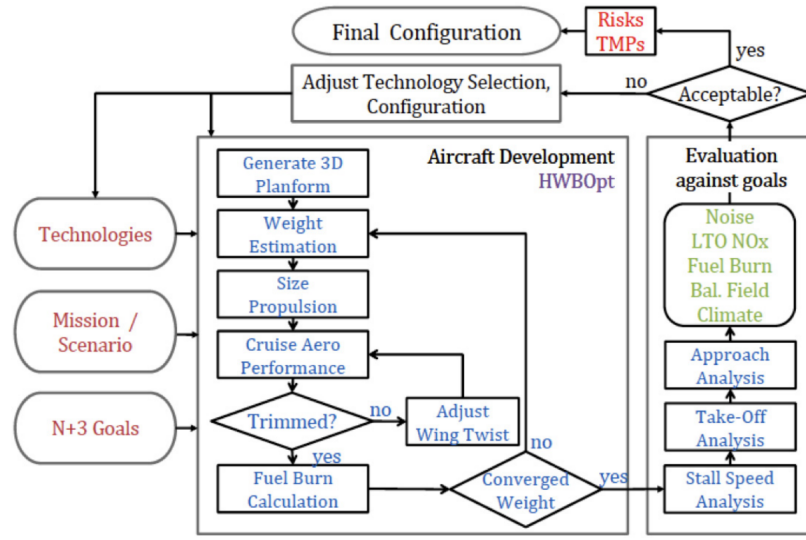 Final Configuration
Risks
TMPs
yes
Adjust Technology Selection,
Configuration
no
Acceptable?
Aircraft Development
HWBOpt
Generate 3D
Planform
Weight
Estimation
Size
Propulsion
Cruise Aero
Performance
Trimmed?
no
Adjust
Wing Twist
yes
Fuel Burn
Calculation
no
Converged
Weight
yes
Technologies
Mission /
Scenario
N+3 Goals
Evaluation
against goals
Noise
LTO NOx
Fuel Burn
Bal. Field
Climate
Approach
Analysis
Take-Off
Analysis
Stall Speed
Analysis